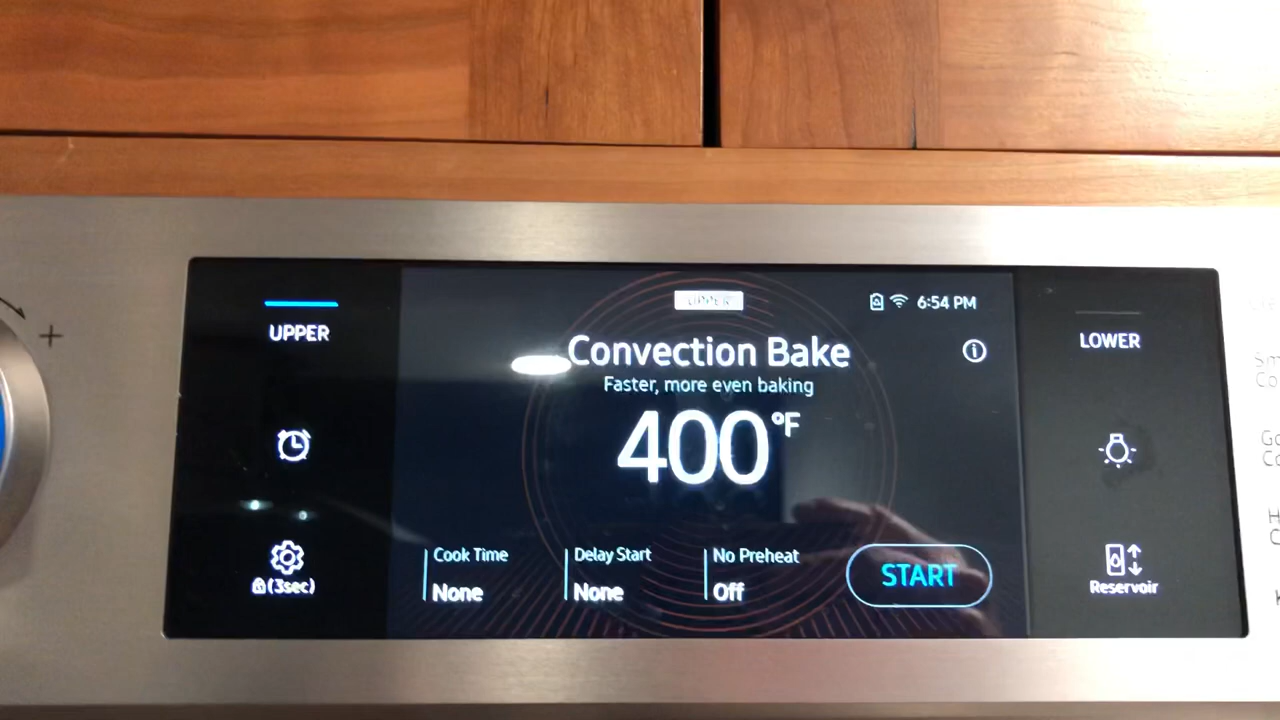 +
UPPER
UPPER
6:54 PM
Convection Bake
Faster, more even baking
400°F
Cook Time
None
Delay Start
None
No Preheat
Off
START
(3sec)
LOWER
Reservoir